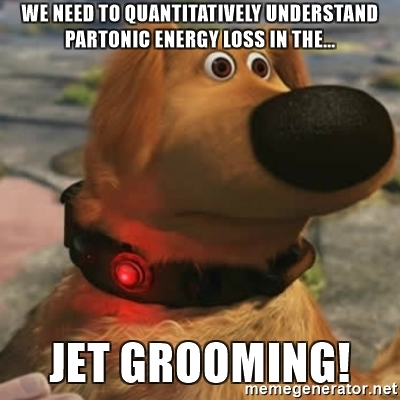 WE NEED TO QUANTITATIVELY UNDERSTAND
PARTONIC ENERGY LOSS IN THE...
JET GROOMING!
memegenerator.net